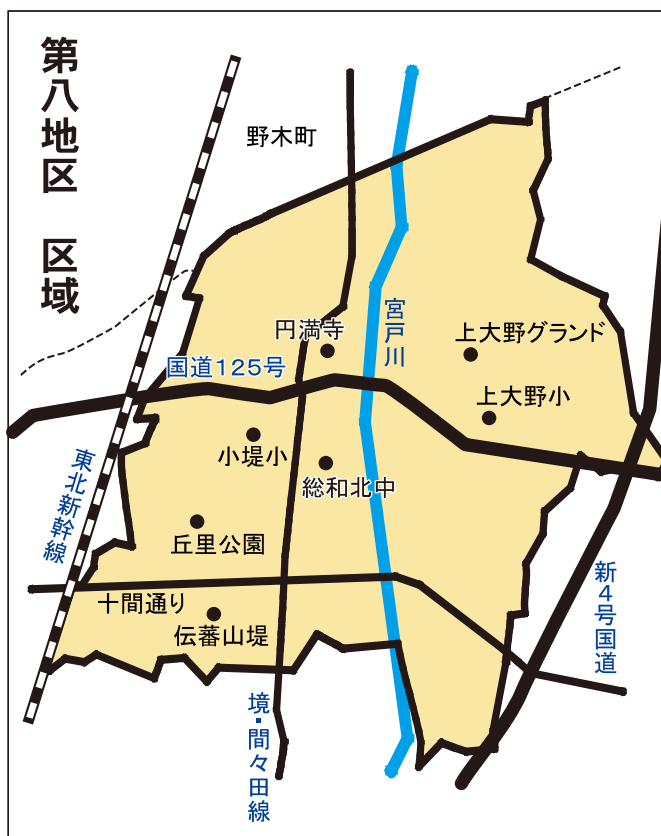 第八地区 区域
野木町
円満寺
宮戸川
上大野グランド
国道125号
上大野小
小堤小
総和北中
東北新幹線
丘里公園
十間通り
新4号国道
伝蕃山堤
境・間々田線